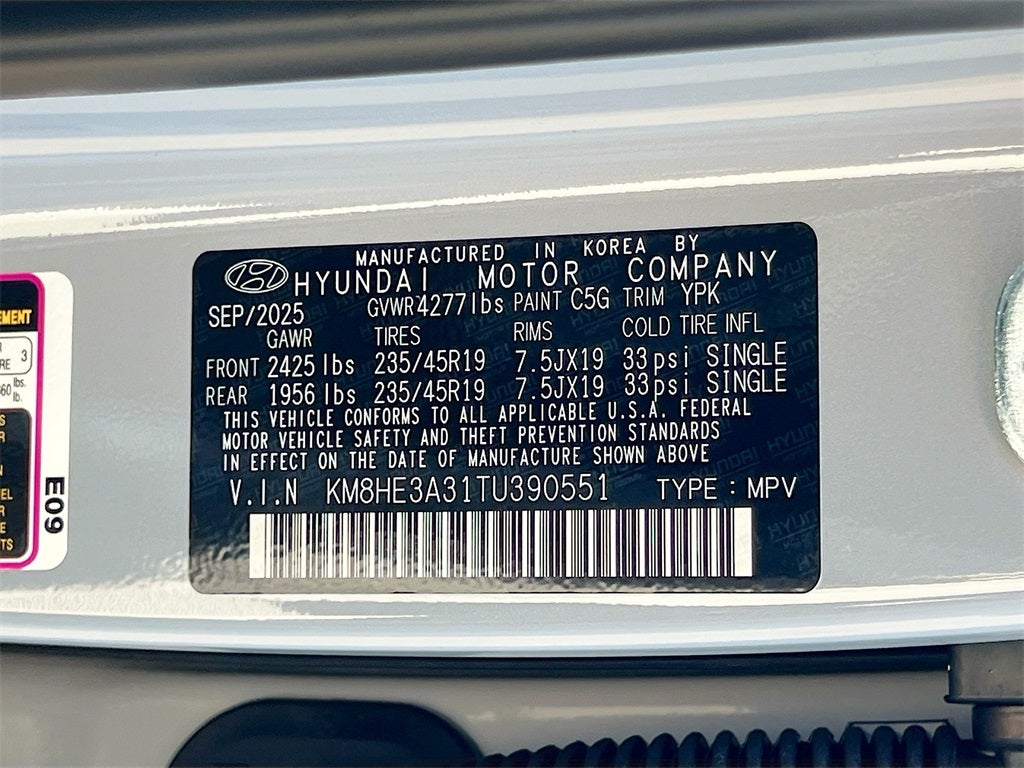 MANUFACTURED IN KOREA BY
HYUNDAI MOTOR COMPANY
SEP/2025 GVWR 4277 lbs PAINT C5G TRIM YPK
GAWR TIRES RIMS COLD TIRE INFL
FRONT 2425 lbs 235/45R19 7.5JX19 33 psi SINGLE
REAR 1956 lbs 235/45R19 7.5JX19 33 psi SINGLE
THIS VEHICLE CONFORMS TO ALL APPLICABLE U.S.A. FEDERAL
MOTOR VEHICLE SAFETY AND THEFT PREVENTION STANDARDS
IN EFFECT ON THE DATE OF MANUFACTURE SHOWN ABOVE
V.I.N KM8HE3A31TU390551 TYPE : MPV
E09
3
lbs.
lb.